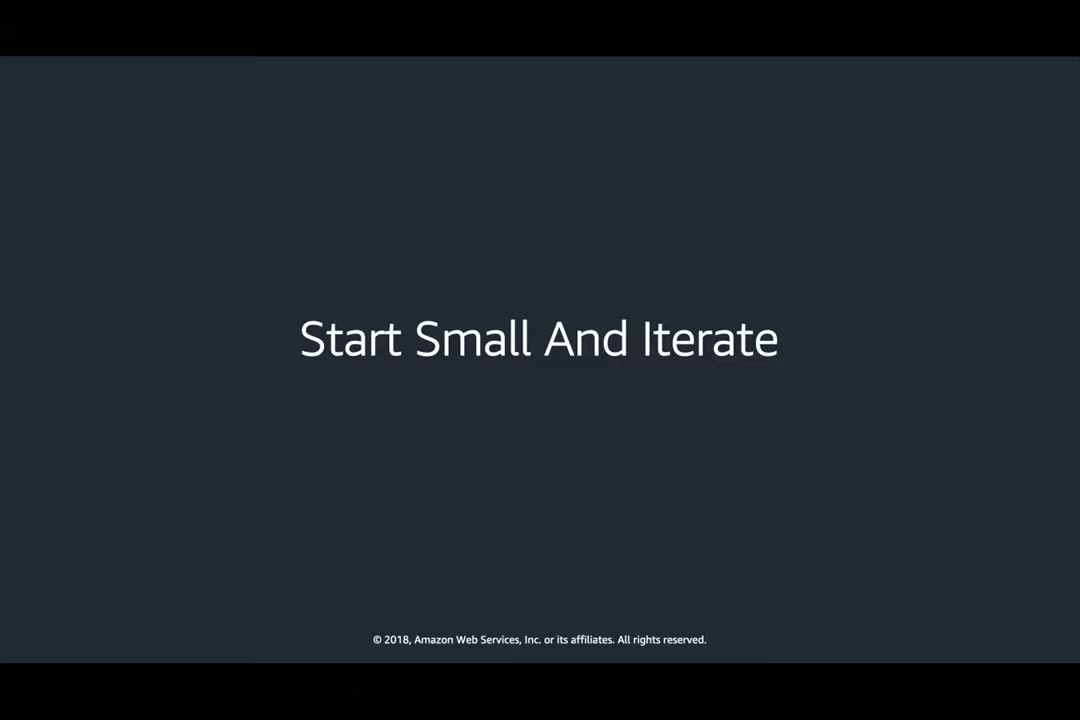 Start Small And Iterate
© 2018, Amazon Web Services, Inc. or its affiliates. All rights reserved.